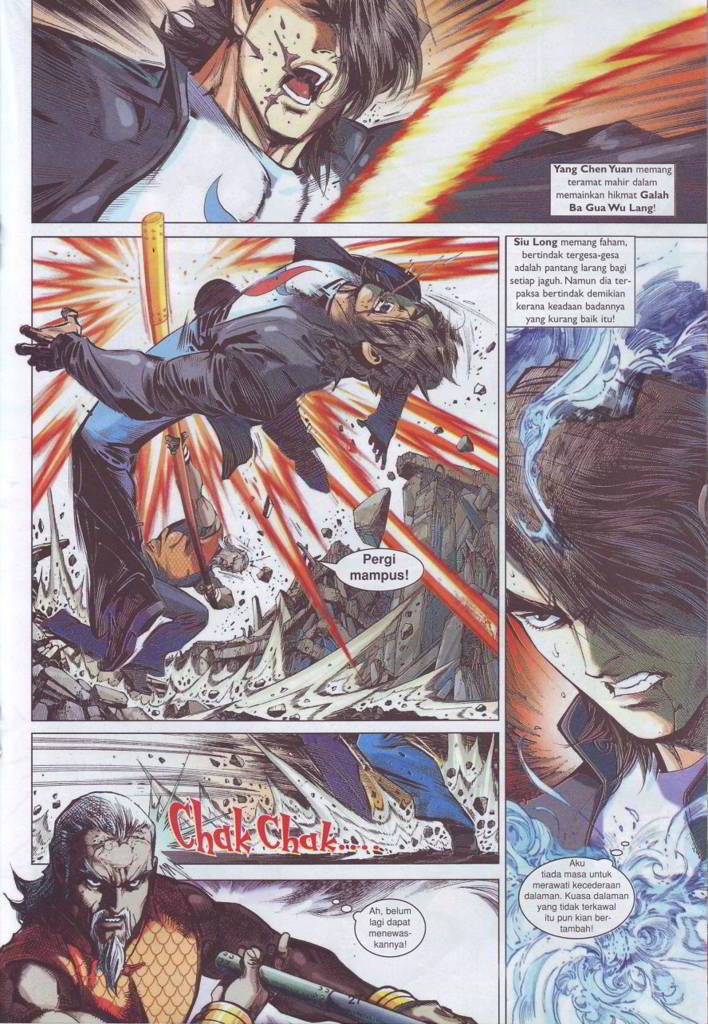 Yang Chen Yuan memang
teramat mahir dalam
memainkan hikmat Galah
Ba Gua Wu Lang!
Siu Long memang faham,
bertindak tergesa-gesa
adalah pantang larang bagi
setiap jaguh. Namun dia ter-
paksa bertindak demikian
kerana keadaan badannya
yang kurang baik itu!
Pergi
mampus!
Chak Chak.....
Ah, belum
lagi dapat
menewas-
kannya!
Aku
tiada masa untuk
merawati kecederaan
dalaman. Kuasa dalaman
yang tidak terkawal
itu pun kian ber-
tambah!
27